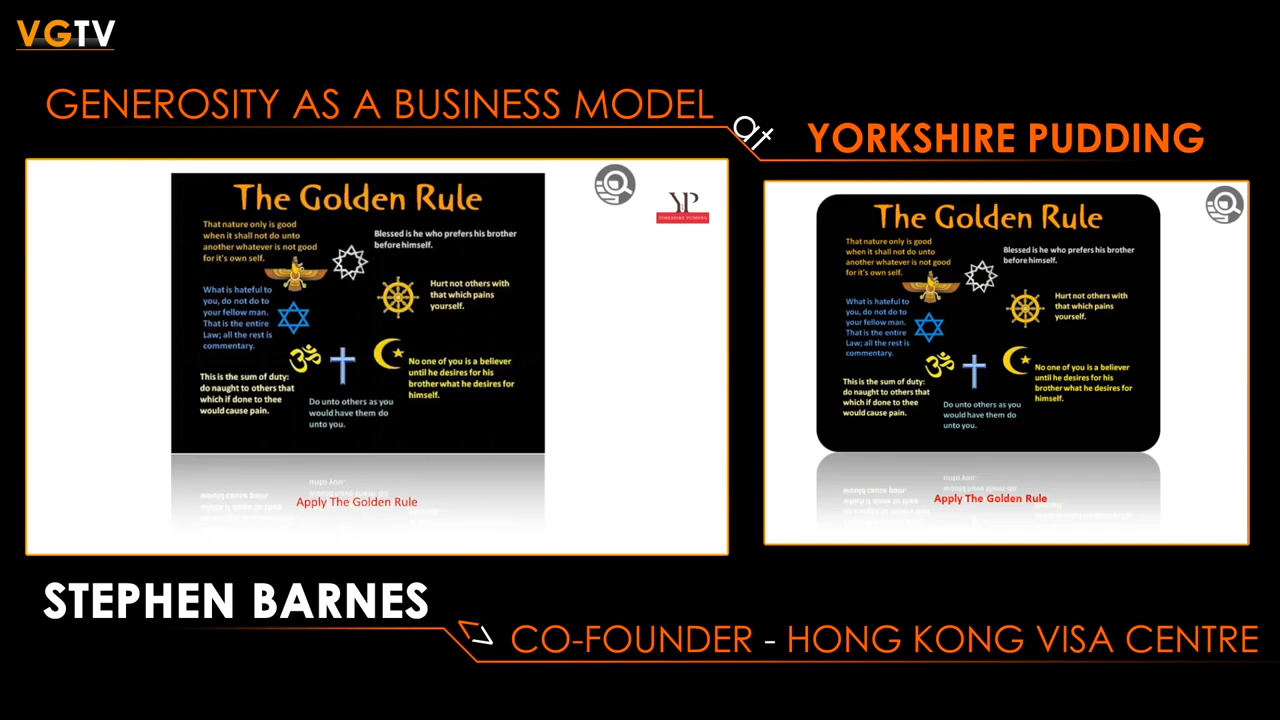 VGTV
GENEROSITY AS A BUSINESS MODEL
at
YORKSHIRE PUDDING
The Golden Rule
That nature only is good
when it shall not do unto
another whatever is not good
for it's own self.
Blessed is he who prefers his brother
before himself.
What is hateful to
you, do not do to
your fellow man.
That is the entire
Law; all the rest is
commentary.
Hurt not others with
that which pains
yourself.
This is the sum of duty:
do naught to others that
which if done to thee
would cause pain.
Do unto others as you
would have them do
unto you.
No one of you is a believer
until he desires for his
brother what he desires for
himself.
Apply The Golden Rule
YP
YORKSHIRE PUDDING
The Golden Rule
That nature only is good
when it shall not do unto
another whatever is not good
for it's own self.
Blessed is he who prefers his brother
before himself.
What is hateful to
you, do not do to
your fellow man.
That is the entire
Law; all the rest is
commentary.
Hurt not others with
that which pains
yourself.
This is the sum of duty:
do naught to others that
which if done to thee
would cause pain.
Do unto others as you
would have them do
unto you.
No one of you is a believer
until he desires for his
brother what he desires for
himself.
Apply The Golden Rule
STEPHEN BARNES
CO-FOUNDER - HONG KONG VISA CENTRE